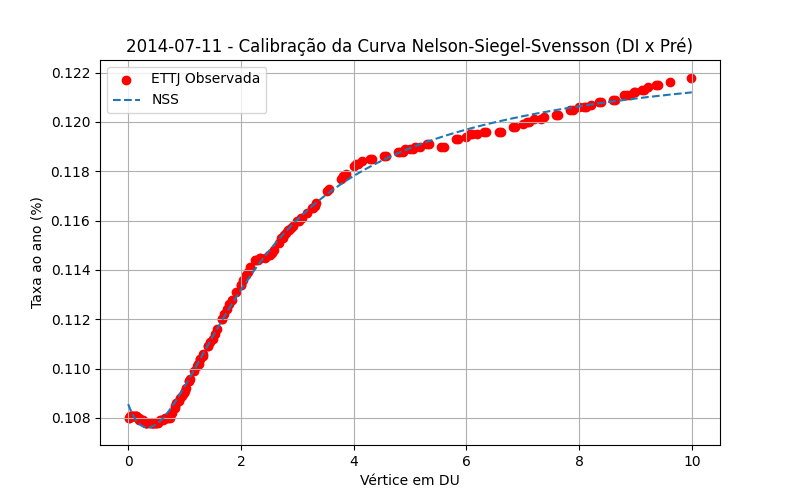 2014-07-11 - Calibração da Curva Nelson-Siegel-Svensson (DI x Pré)
ETTJ Observada
NSS
Taxa ao ano (%)
0.122
0.120
0.118
0.116
0.114
0.112
0.110
0.108
0 2 4 6 8 10
Vértice em DU